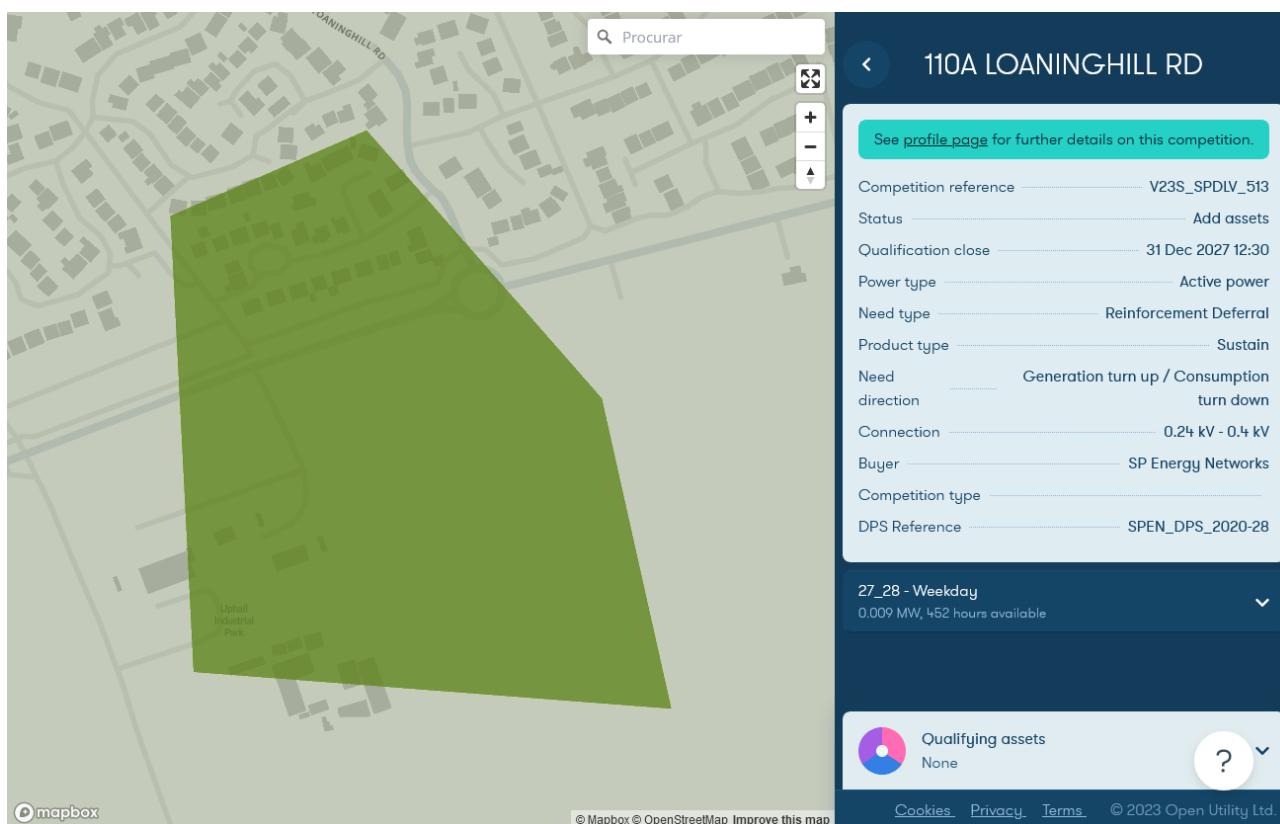 LOANINGHILL RD
Procurar
Uphall
Industrial
Park
mapbox
© Mapbox © OpenStreetMap Improve this map
110A LOANINGHILL RD
See profile page for further details on this competition.
Competition reference V23S_SPDLV_513
Status Add assets
Qualification close 31 Dec 2027 12:30
Power type Active power
Need type Reinforcement Deferral
Product type Sustain
Need direction Generation turn up / Consumption
turn down
Connection 0.24 kV - 0.4 kV
Buyer SP Energy Networks
Competition type
DPS Reference SPEN_DPS_2020-28
27_28 - Weekday
0.009 MW, 452 hours available
Qualifying assets
None
?
Cookies Privacy Terms © 2023 Open Utility Ltd.